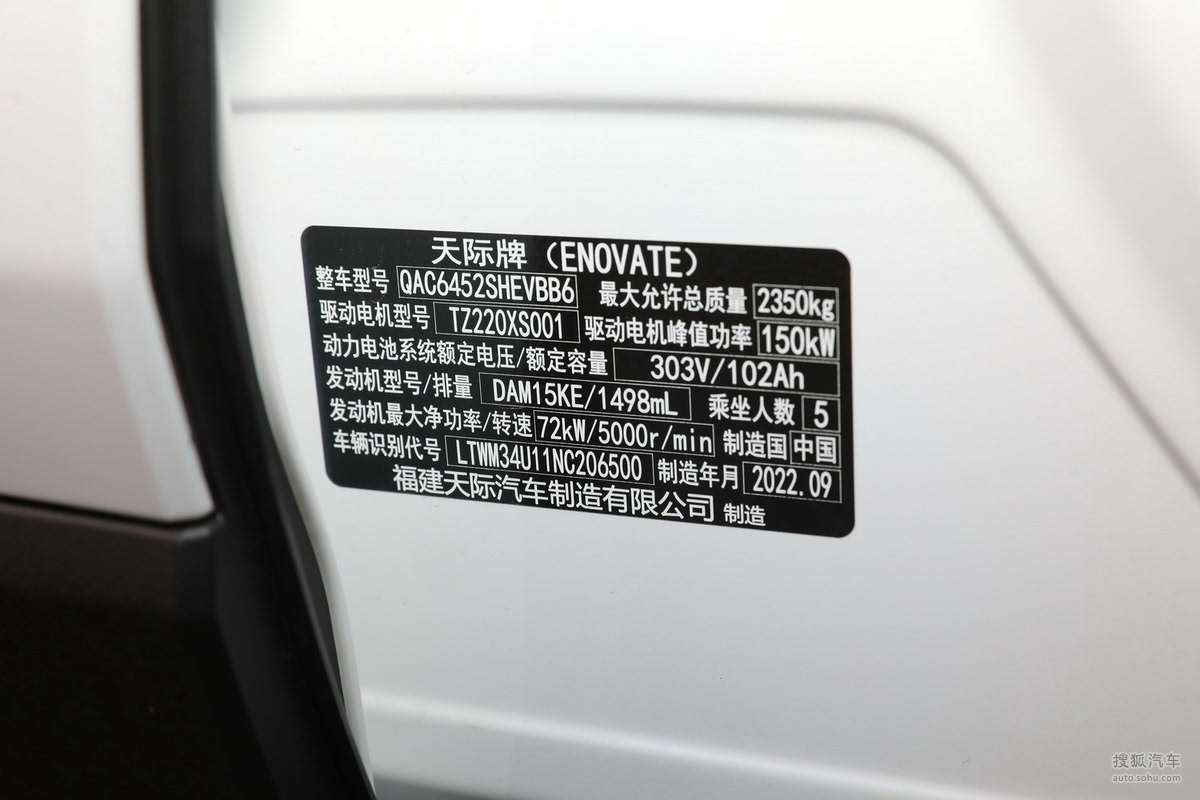 天际牌（ENOVATE）
整车型号 QAC6452SHEVBB6 最大允许总质量 2350kg
驱动电机型号 TZ220XS001 驱动电机峰值功率 150kW
动力电池系统额定电压/额定容量 303V/102Ah
发动机型号/排量 DAM15KE/1498mL 乘坐人数 5
发动机最大净功率/转速 72kW/5000r/min 制造国 中国
车辆识别代号 LTWM34U11NC206500 制造年月 2022.09
福建天际汽车制造有限公司 制造
搜狐汽车
auto.sohu.com